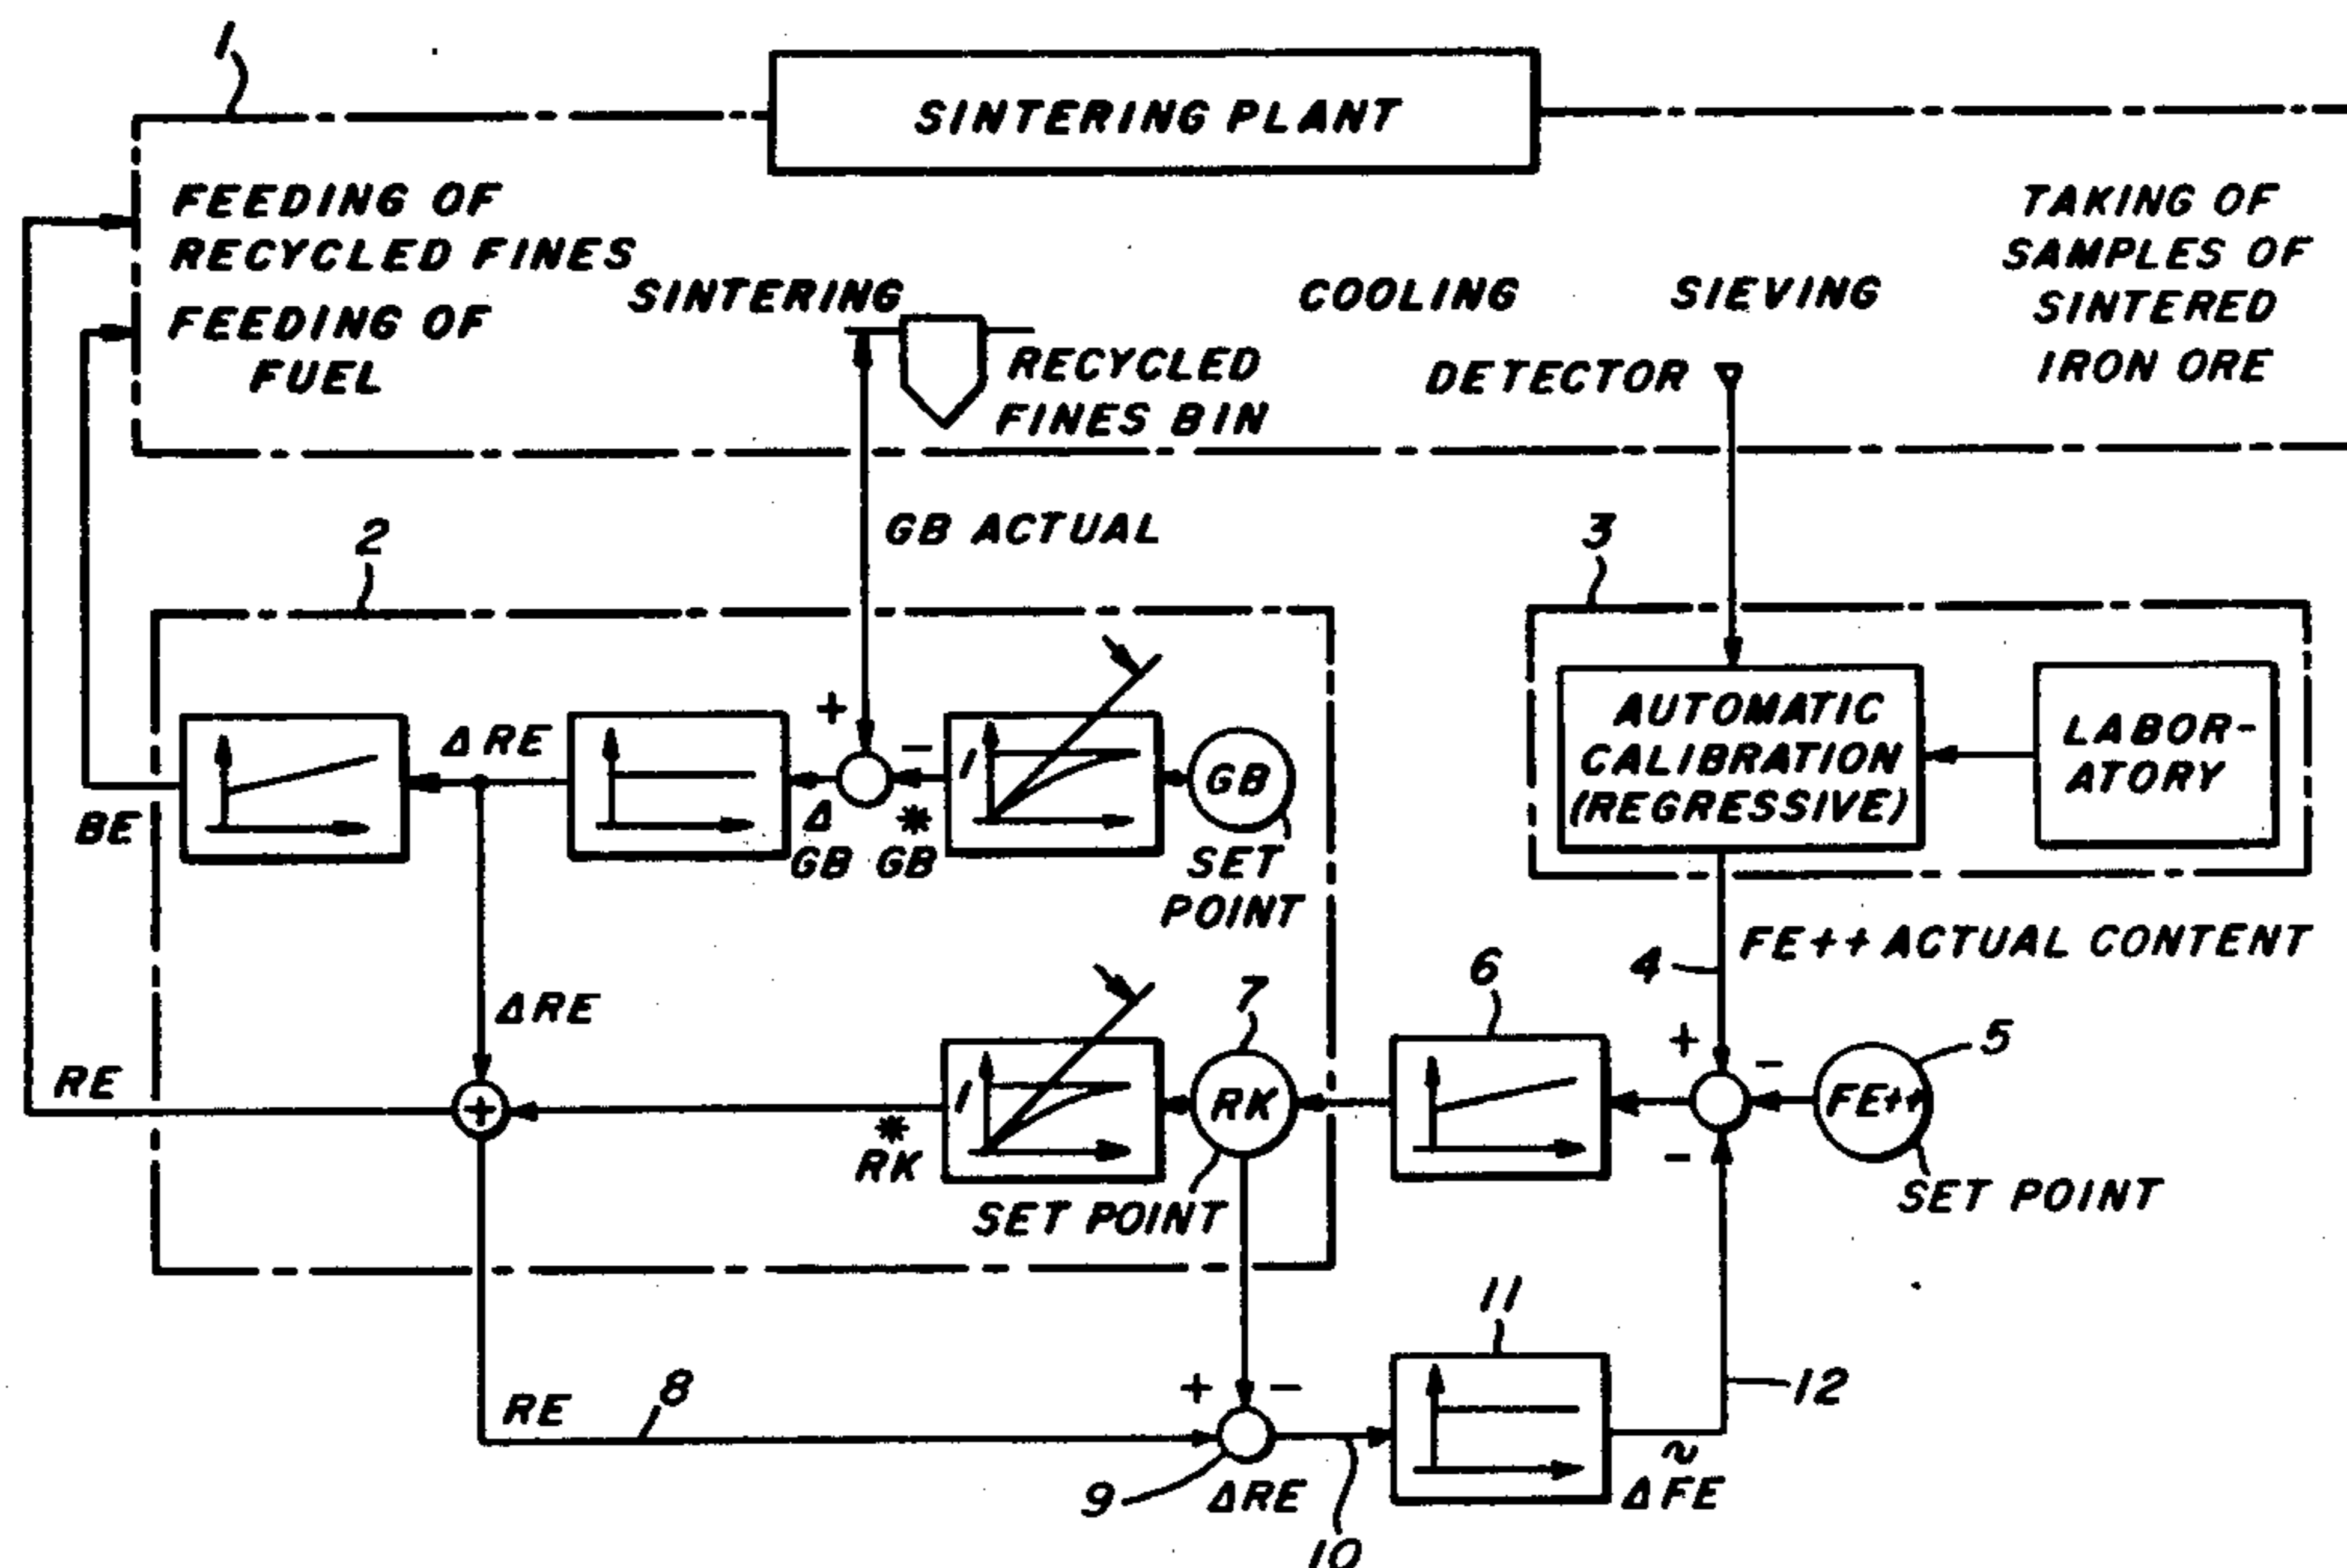 1
SINTERING PLANT
FEEDING OF
RECYCLED FINES
FEEDING OF
FUEL
SINTERING
RECYCLED
FINES BIN
COOLING
SIEVING
DETECTOR
TAKING OF
SAMPLES OF
SINTERED
IRON ORE
GB ACTUAL
2
3
AUTOMATIC
CALIBRATION
(REGRESSIVE)
LABOR-
ATORY
BE
Δ RE
+
-
Δ
GB
*
GB
1
GB
SET
POINT
FE++ ACTUAL CONTENT
4
ΔRE
RE
+
*
RK
1
7
RK
SET POINT
6
+
-
-
5
FE++
SET POINT
RE
8
+
-
9
ΔRE
10
11
~
ΔFE
12